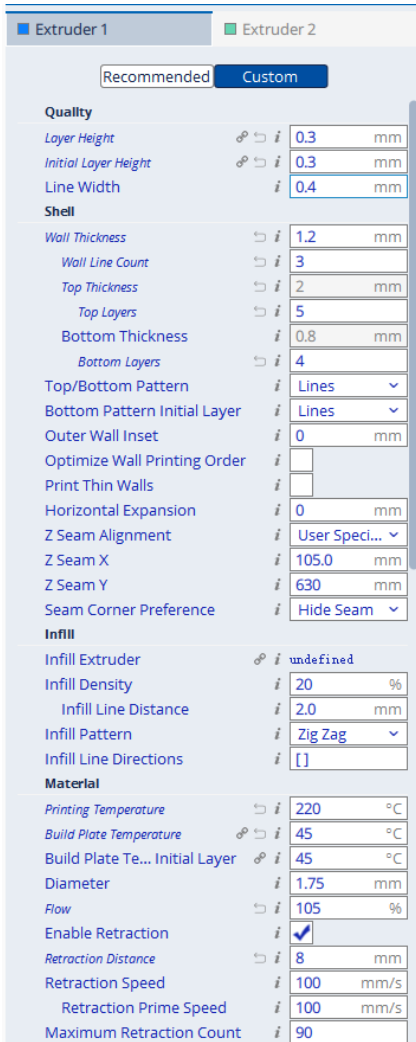 Extruder 1 Extruder 2
Recommended Custom
Quality
Layer Height i 0.3 mm
Initial Layer Height i 0.3 mm
Line Width i 0.4 mm
Shell
Wall Thickness i 1.2 mm
Wall Line Count i 3
Top Thickness i 2 mm
Top Layers i 5
Bottom Thickness i 0.8 mm
Bottom Layers i 4
Top/Bottom Pattern i Lines
Bottom Pattern Initial Layer i Lines
Outer Wall Inset i 0 mm
Optimize Wall Printing Order i
Print Thin Walls i
Horizontal Expansion i 0 mm
Z Seam Alignment i User Speci...
Z Seam X i 105.0 mm
Z Seam Y i 630 mm
Seam Corner Preference i Hide Seam
Infill
Infill Extruder i undefined
Infill Density i 20 %
Infill Line Distance i 2.0 mm
Infill Pattern i Zig Zag
Infill Line Directions i [ ]
Material
Printing Temperature i 220 °C
Build Plate Temperature i 45 °C
Build Plate Te... Initial Layer i 45 °C
Diameter i 1.75 mm
Flow i 105 %
Enable Retraction i
Retraction Distance i 8 mm
Retraction Speed i 100 mm/s
Retraction Prime Speed i 100 mm/s
Maximum Retraction Count i 90